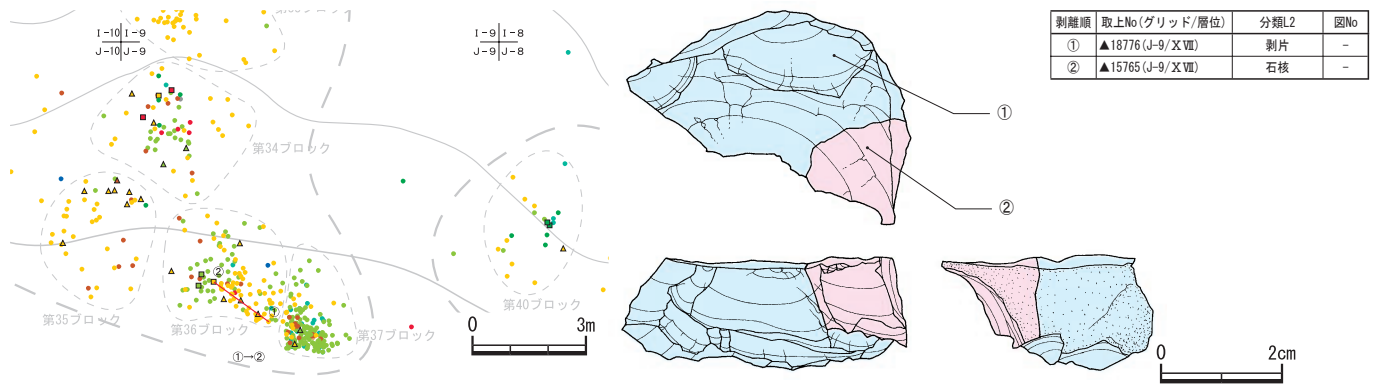 I-10 I-9
J-10 J-9
I-9 I-8
J-9 J-8
第34ブロック
第35ブロック
第36ブロック
第37ブロック
第40ブロック
②
①
①→②
0 3m
①
②
0 2cm
剥離順 取上No(グリッド/層位) 分類L2 図No
① ▲18776(J-9/ⅩⅦ) 剥片 -
② ▲15765(J-9/ⅩⅦ) 石核 -